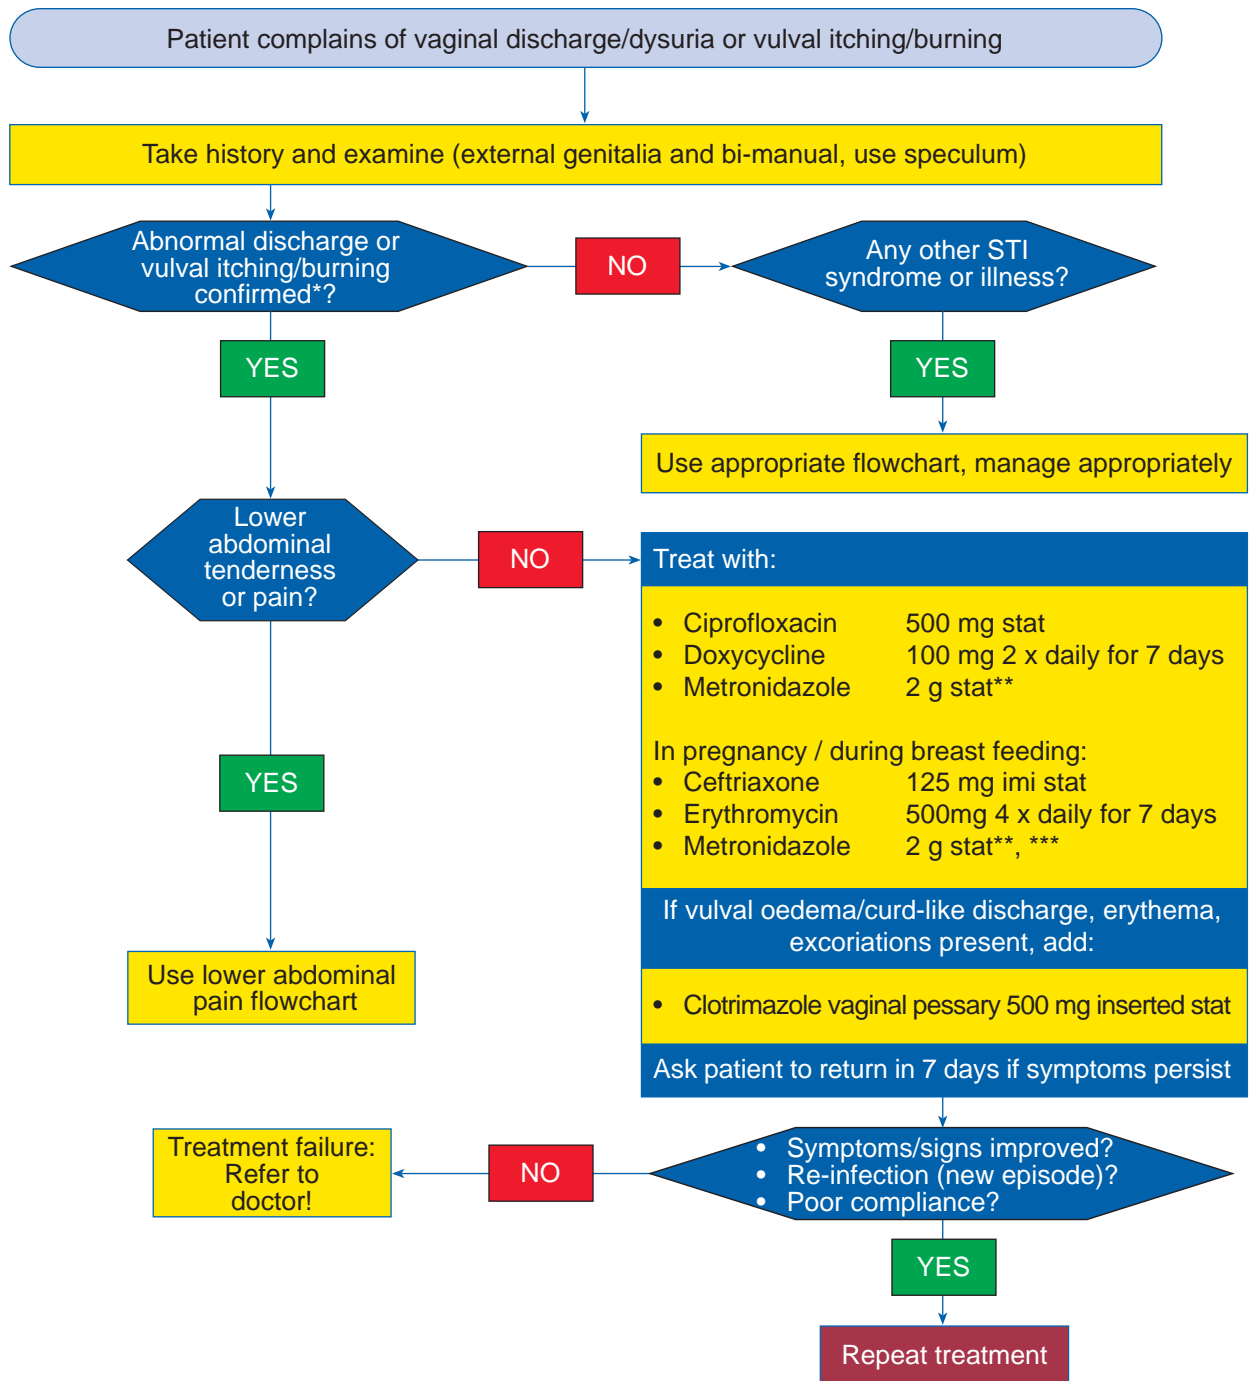 Patient complains of vaginal discharge/dysuria or vulval itching/burning
Take history and examine (external genitalia and bi-manual, use speculum)
Abnormal discharge or
vulval itching/burning
confirmed*?
NO
Any other STI
syndrome or illness?
YES
YES
Use appropriate flowchart, manage appropriately
Lower
abdominal
tenderness
or pain?
NO
Treat with:
• Ciprofloxacin 500 mg stat
• Doxycycline 100 mg 2 x daily for 7 days
• Metronidazole 2 g stat**
In pregnancy / during breast feeding:
• Ceftriaxone 125 mg imi stat
• Erythromycin 500mg 4 x daily for 7 days
• Metronidazole 2 g stat**, ***
If vulval oedema/curd-like discharge, erythema,
excoriations present, add:
• Clotrimazole vaginal pessary 500 mg inserted stat
Ask patient to return in 7 days if symptoms persist
YES
Use lower abdominal
pain flowchart
• Symptoms/signs improved?
• Re-infection (new episode)?
• Poor compliance?
NO
Treatment failure:
Refer to
doctor!
YES
Repeat treatment